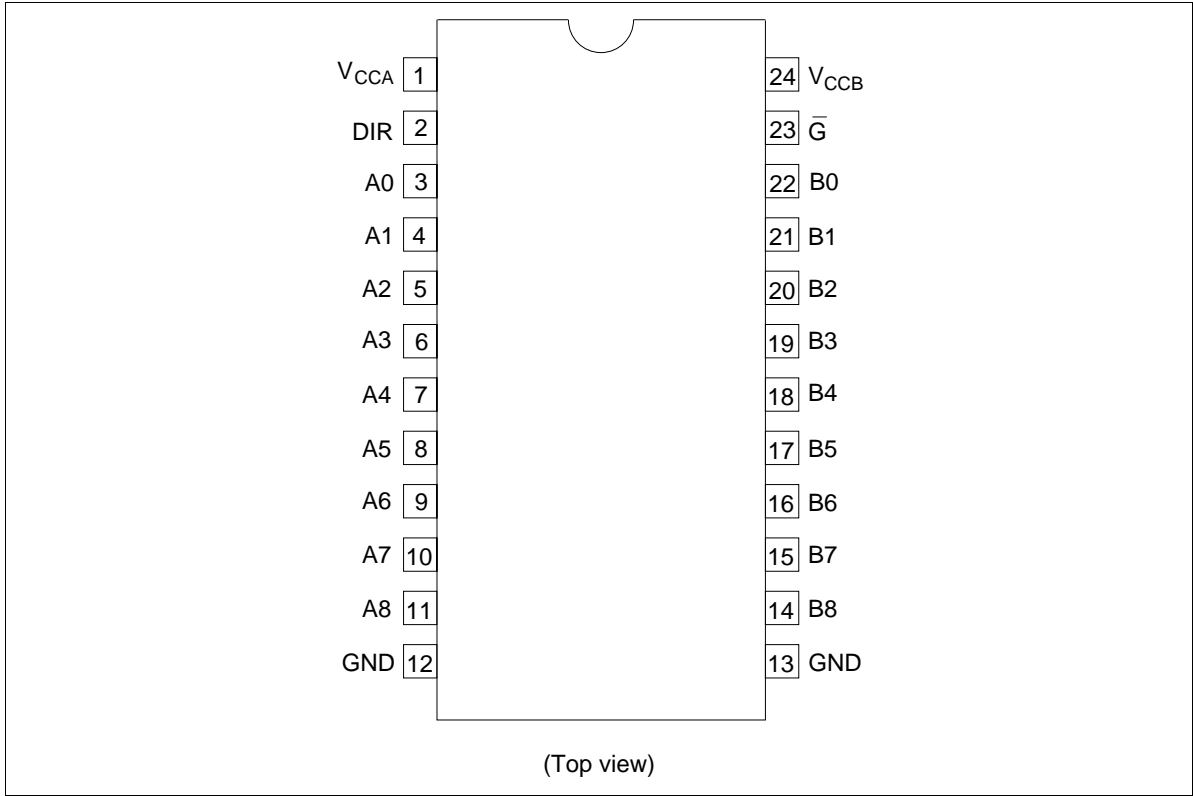 VCCA 1 24 VCCB
DIR 2 23 G̅
A0 3 22 B0
A1 4 21 B1
A2 5 20 B2
A3 6 19 B3
A4 7 18 B4
A5 8 17 B5
A6 9 16 B6
A7 10 15 B7
A8 11 14 B8
GND 12 13 GND
(Top view)